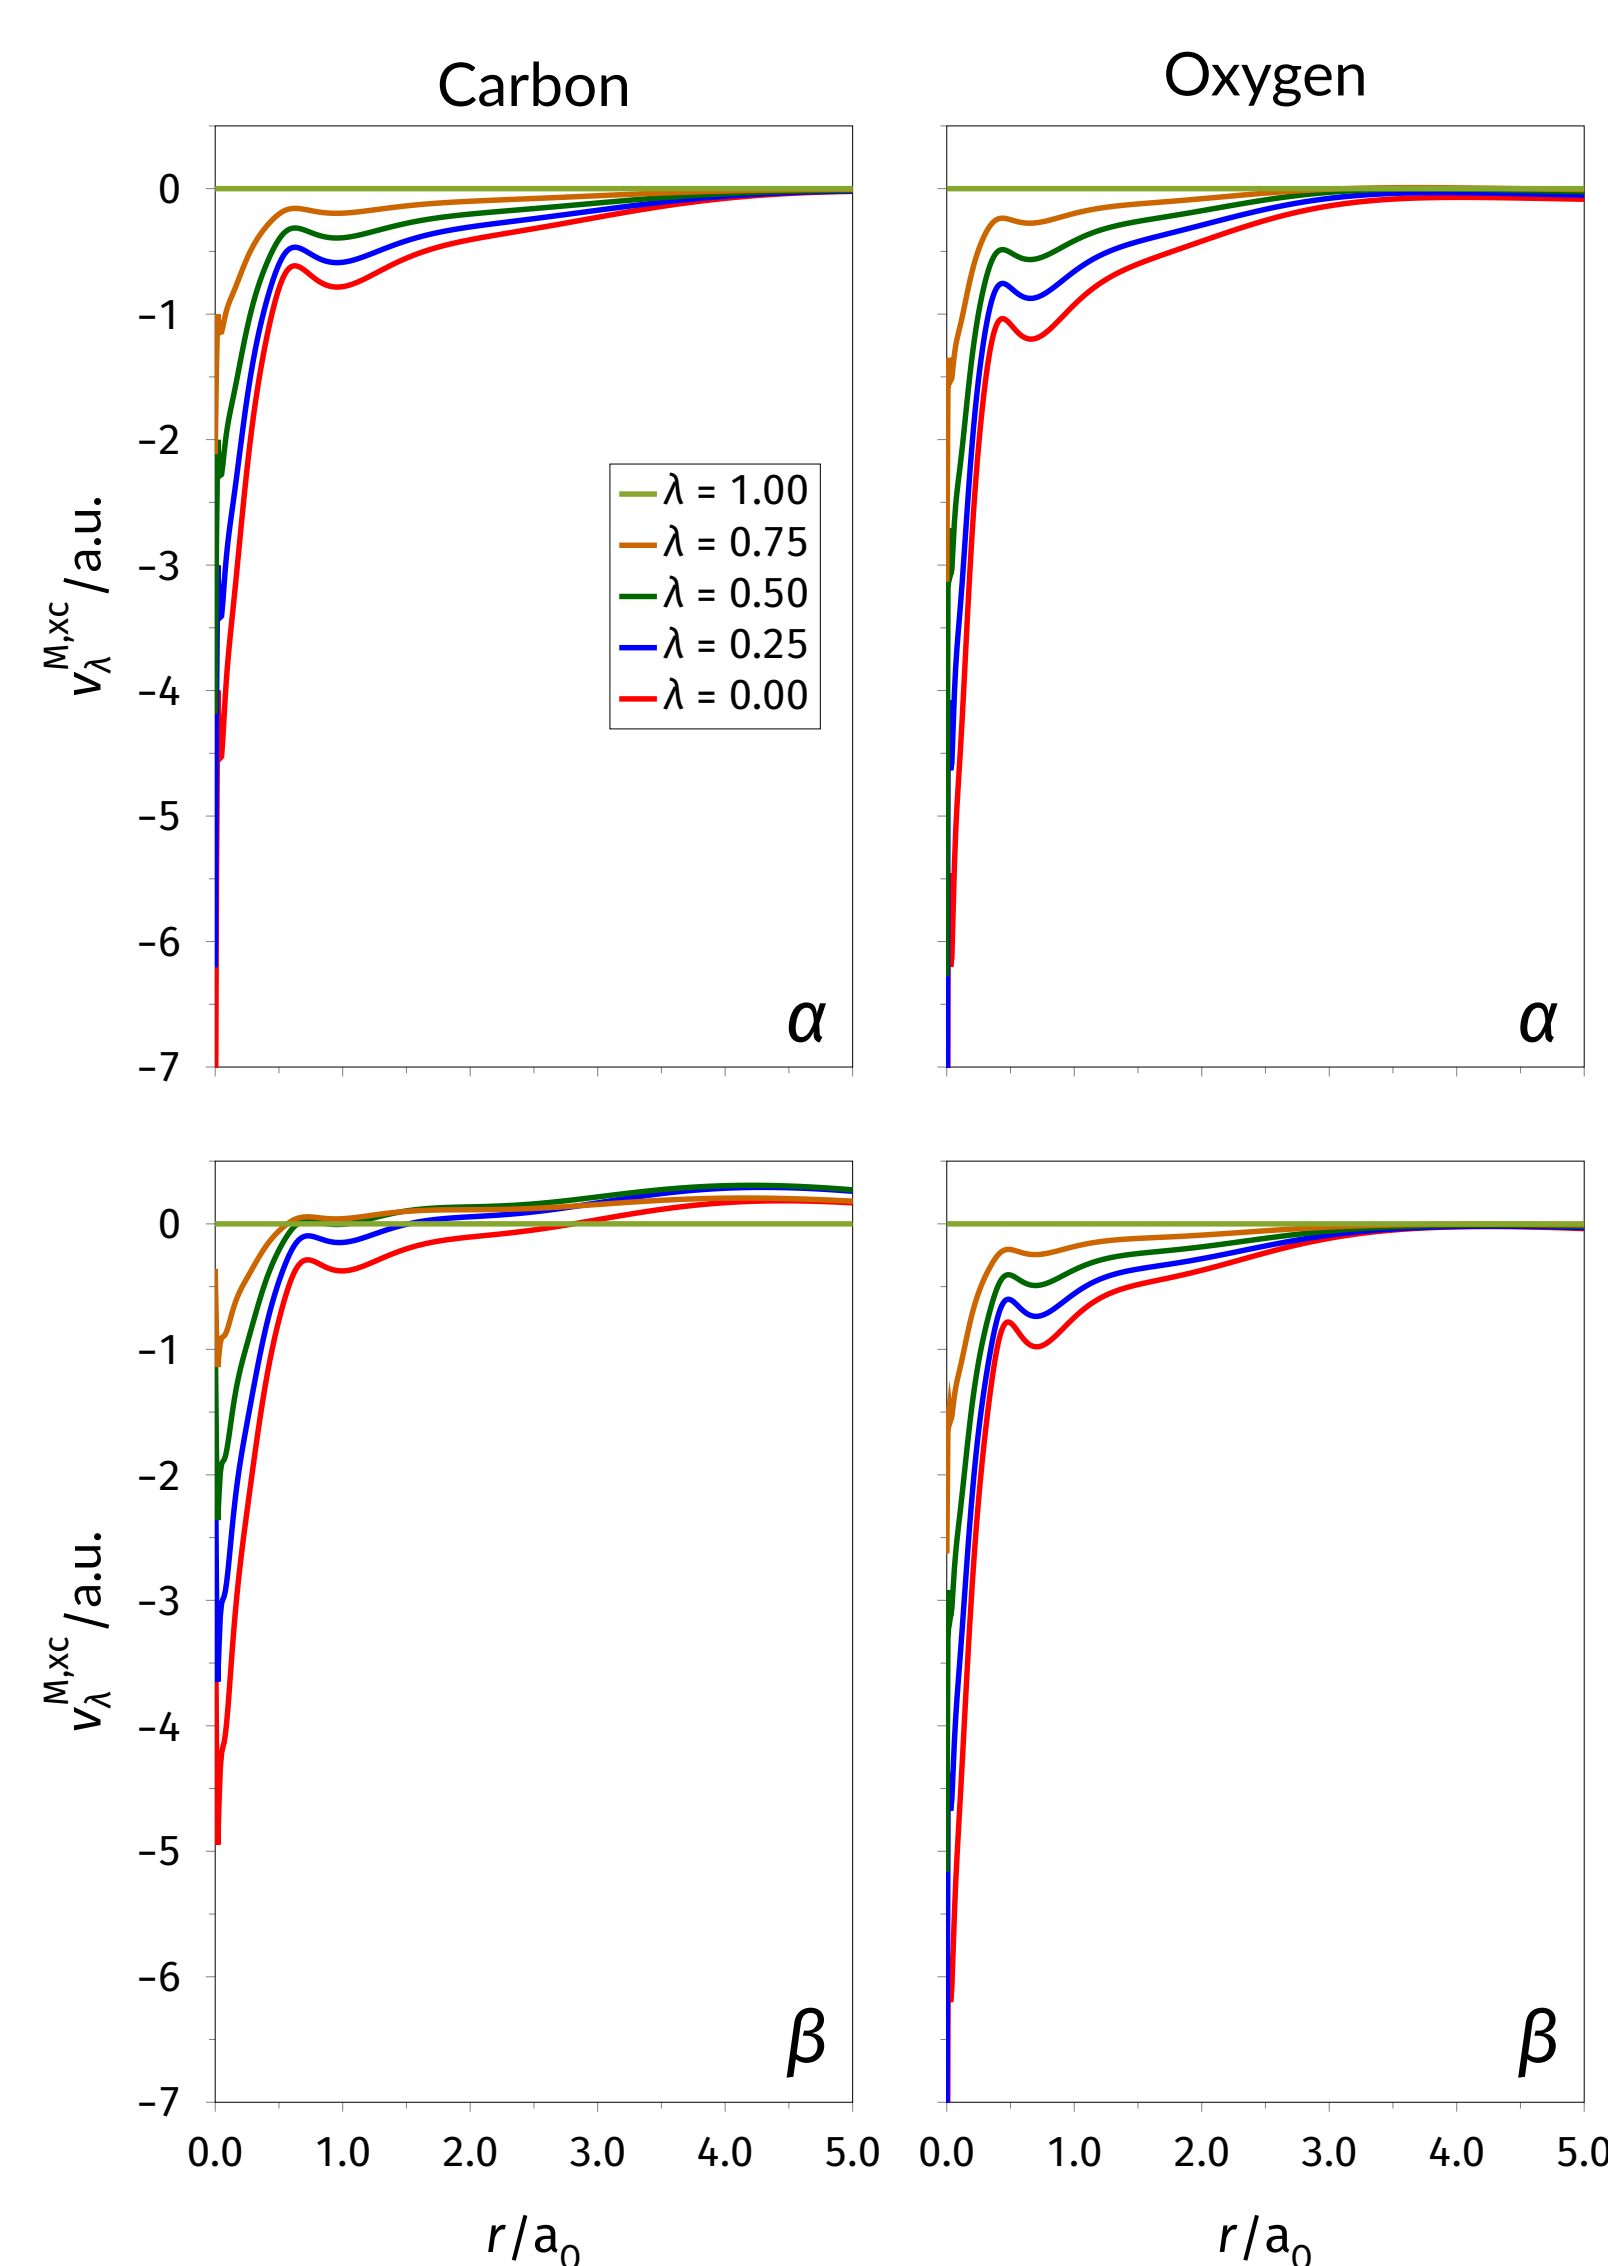 Carbon
Oxygen
0
−1
−2
−3
−4
−5
−6
−7
v_λ^{M,xc} /a.u.
λ = 1.00
λ = 0.75
λ = 0.50
λ = 0.25
λ = 0.00
α
α
0
−1
−2
−3
−4
−5
−6
−7
v_λ^{M,xc} /a.u.
β
β
0.0 1.0 2.0 3.0 4.0 5.0
0.0 1.0 2.0 3.0 4.0 5.0
r/a₀
r/a₀